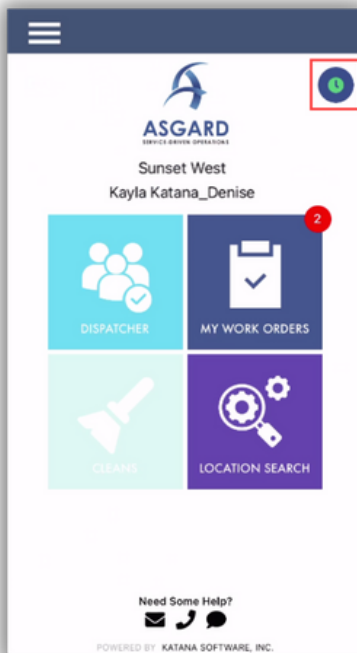 ASGARD
SERVICE-DRIVEN OPERATIONS
Sunset West
Kayla Katana_Denise
2
DISPATCHER
MY WORK ORDERS
CLEANS
LOCATION SEARCH
Need Some Help?
POWERED BY KATANA SOFTWARE, INC.